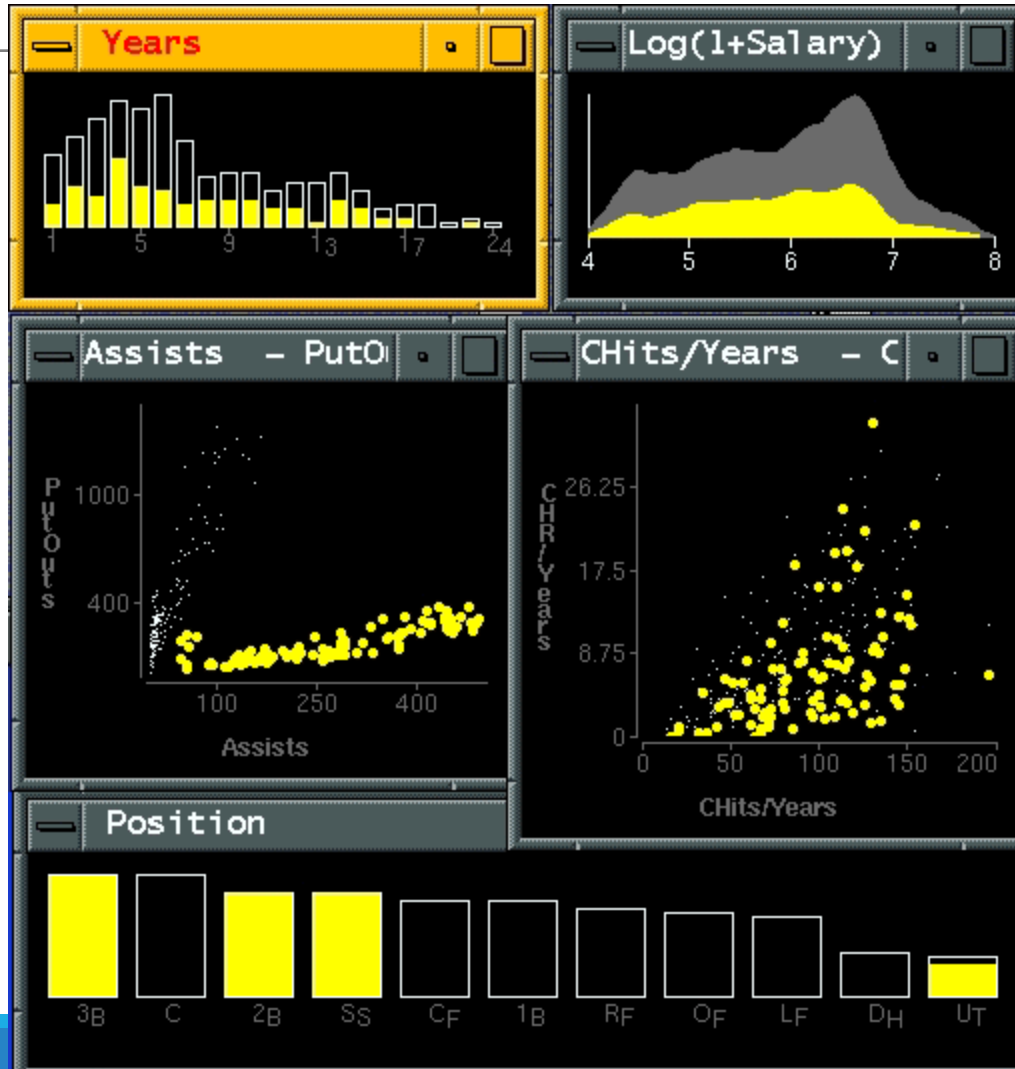 Years
1 5 9 13 17 24
Log(1+Salary)
4 5 6 7 8
Assists - PutO
PutOuts
1000
400
100 250 400
Assists
CHits/Years - C
CHR/Years
26.25
17.5
8.75
0
0 50 100 150 200
CHits/Years
Position
3B C 2B SS CF 1B RF OF LF DH UT